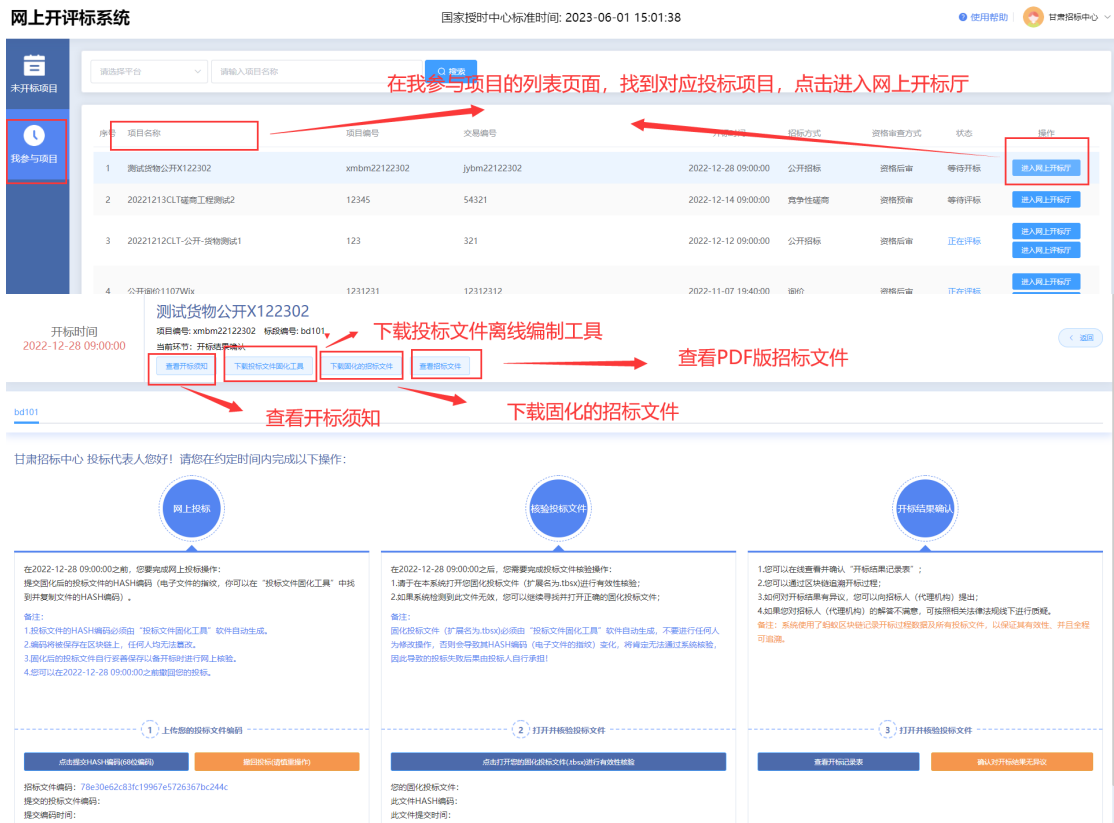 网上开评标系统
国家授时中心标准时间: 2023-06-01 15:01:38
使用帮助
甘肃招标中心
未开标项目
我参与项目
请选择平台
请输入项目名称
搜索
在我参与项目的列表页面，找到对应投标项目，点击进入网上开标厅
序号 项目名称 项目编号 交易编号 开标时间 招标方式 资格审查方式 状态 操作
1 测试货物公开X122302 xmbm22122302 jybm22122302 2022-12-28 09:00:00 公开招标 资格后审 等待开标 进入网上开标厅
2 20221213CLT磋商工程测试2 12345 54321 2022-12-14 09:00:00 竞争性磋商 资格预审 等待评标 进入网上开标厅
3 20221212CLT-公开-货物测试1 123 321 2022-12-12 09:00:00 公开招标 资格后审 正在评标 进入网上开标厅
进入网上评标厅
4 公开询价1107Wjx 1231231 12312312 2022-11-07 19:40:00 询价 资格后审 正在评标 进入网上开标厅
开标时间
2022-12-28 09:00:00
测试货物公开X122302
项目编号: xmbm22122302 标段编号: bd101
当前环节：开标结果确认
查看开标须知 下载投标文件固化工具 下载固化的招标文件 查看招标文件
返回
下载投标文件离线编制工具
查看PDF版招标文件
查看开标须知
下载固化的招标文件
bd101
甘肃招标中心 投标代表人您好！请您在约定时间内完成以下操作：
网上投标
在2022-12-28 09:00:00之前，您要完成网上投标操作：
提交固化后的投标文件的HASH编码（电子文件的指纹，你可以在“投标文件固化工具”中找
到并复制文件的HASH编码）。
备注：
1.投标文件的HASH编码必须由“投标文件固化工具”软件自动生成。
2.编码将被保存在区块链上，任何人均无法篡改。
3.固化后的投标文件自行妥善保存以备开标时进行网上核验。
4.您可以在2022-12-28 09:00:00之前撤回您的投标。
1 上传您的投标文件编码
点击提交HASH编码(68位编码)
撤回投标(请慎重操作)
招标文件编码：78e30e62c83fc19967e5726367bc244c
提交的投标文件编码：
提交编码时间：
核验投标文件
在2022-12-28 09:00:00之后，您需要完成投标文件核验操作：
1.请于在本系统打开您固化投标文件（扩展名为.tbsx)进行有效性核验；
2.如果系统检测到此文件无效，您可以继续寻找并打开正确的固化投标文件；
备注：
固化投标文件（扩展名为.tbsx)必须由“投标文件固化工具”软件自动生成，不要进行任何人
为修改操作，否则会导致其HASH编码（电子文件的指纹）变化，将肯定无法通过系统核验，
因此导致的投标失败后果由投标人自行承担！
2 打开并核验投标文件
点击打开您的固化投标文件(.tbsx)进行有效性核验
您的固化投标文件：
此文件HASH编码：
此文件提交时间：
开标结果确认
1.您可以在线查看并确认“开标结果记录表”；
2.您可以通过区块链追溯开标过程；
3.如何对开标结果有异议，您可以向招标人（代理机构）提出；
4.如果您对招标人（代理机构）的解答不满意，可按照相关法律法规线下进行质疑。
备注：系统使用了蚂蚁区块链记录开标过程数据及所有投标文件，以保证其有效性，并且全程
可追溯。
3 打开并核验投标文件
查看开标记录表
确认对开标结果无异议